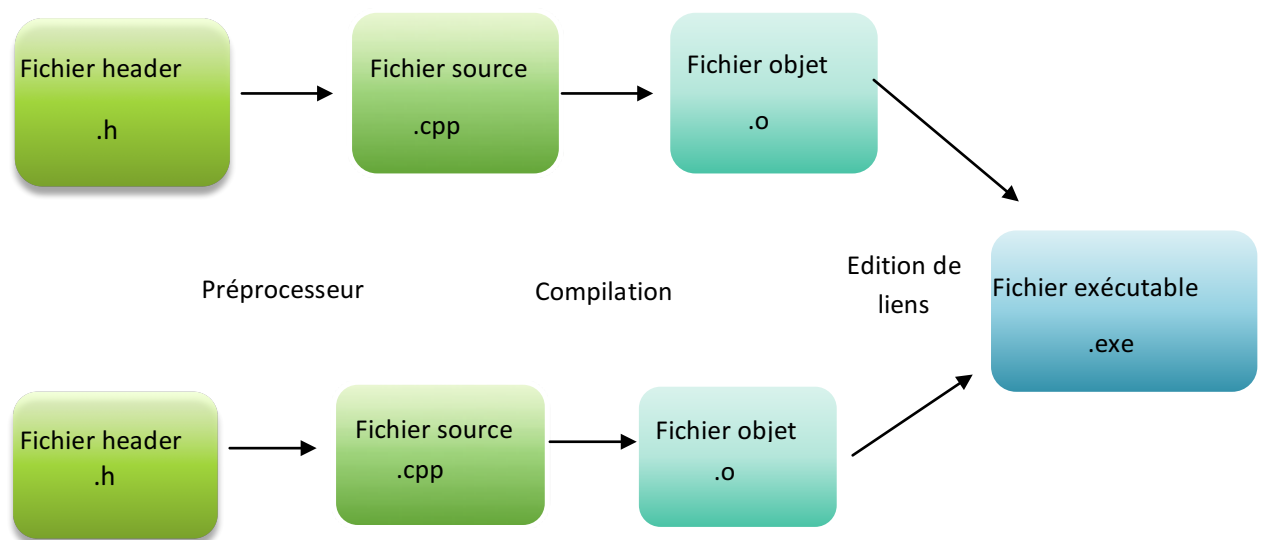 Fichier header
.h
Fichier source
.cpp
Fichier objet
.o
Préprocesseur
Compilation
Edition de
liens
Fichier exécutable
.exe
Fichier header
.h
Fichier source
.cpp
Fichier objet
.o